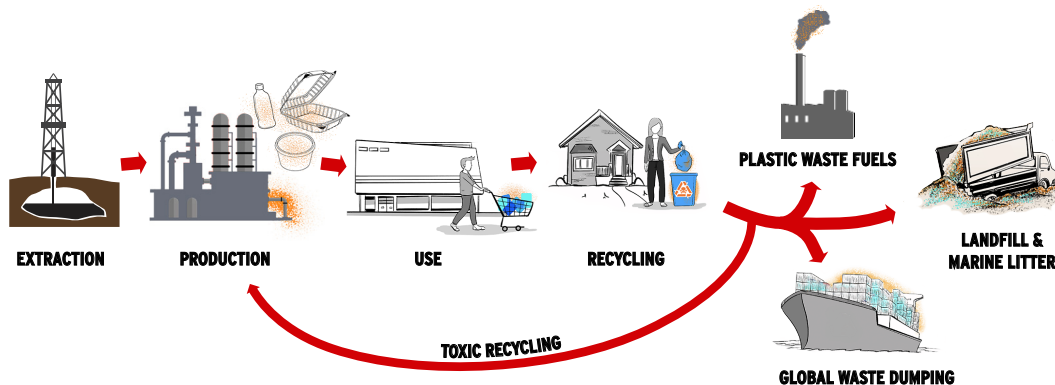 EXTRACTION
PRODUCTION
USE
RECYCLING
PLASTIC WASTE FUELS
LANDFILL &
MARINE LITTER
GLOBAL WASTE DUMPING
TOXIC RECYCLING